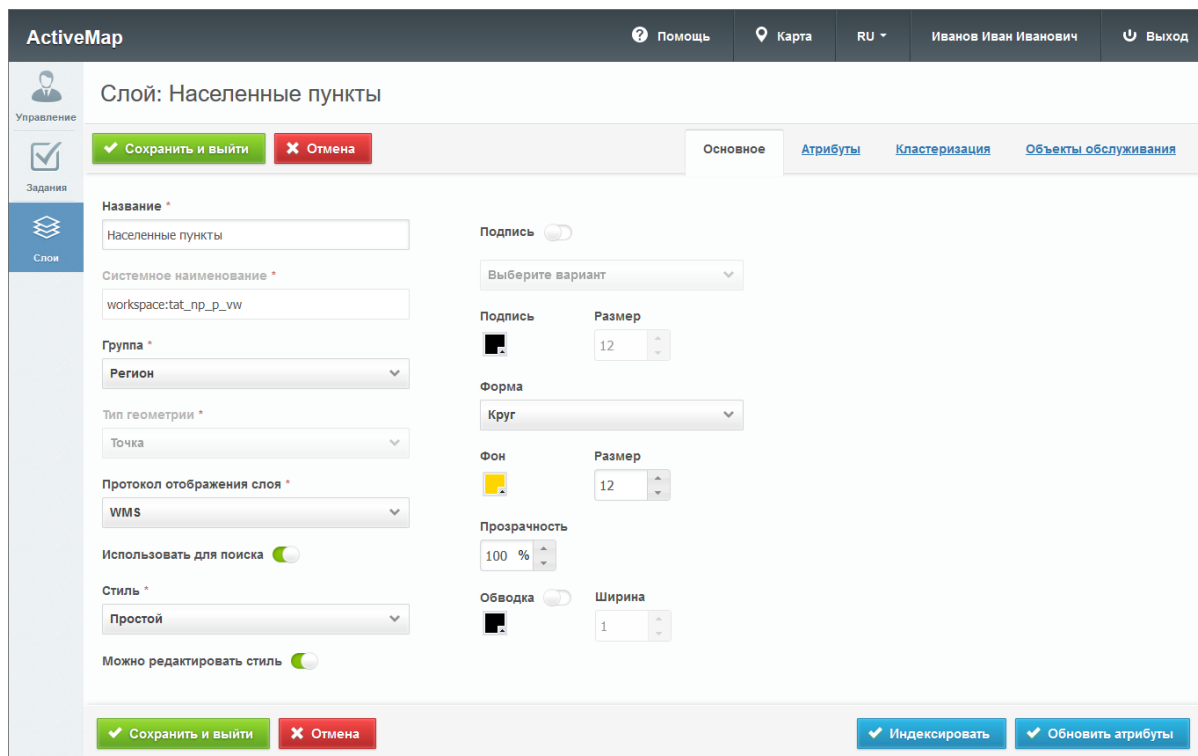 ActiveMap
Помощь Карта RU Иванов Иван Иванович Выход
Управление
Задания
Слои
Слой: Населенные пункты
Сохранить и выйти Отмена
Основное Атрибуты Кластеризация Объекты обслуживания
Название *
Населенные пункты
Системное наименование *
workspace:tat_np_p_vw
Группа *
Регион
Тип геометрии *
Точка
Протокол отображения слоя *
WMS
Использовать для поиска
Стиль *
Простой
Можно редактировать стиль
Подпись
Выберите вариант
Подпись Размер
12
Форма
Круг
Фон Размер
12
Прозрачность
100 %
Обводка Ширина
1
Сохранить и выйти Отмена
Индексировать Обновить атрибуты